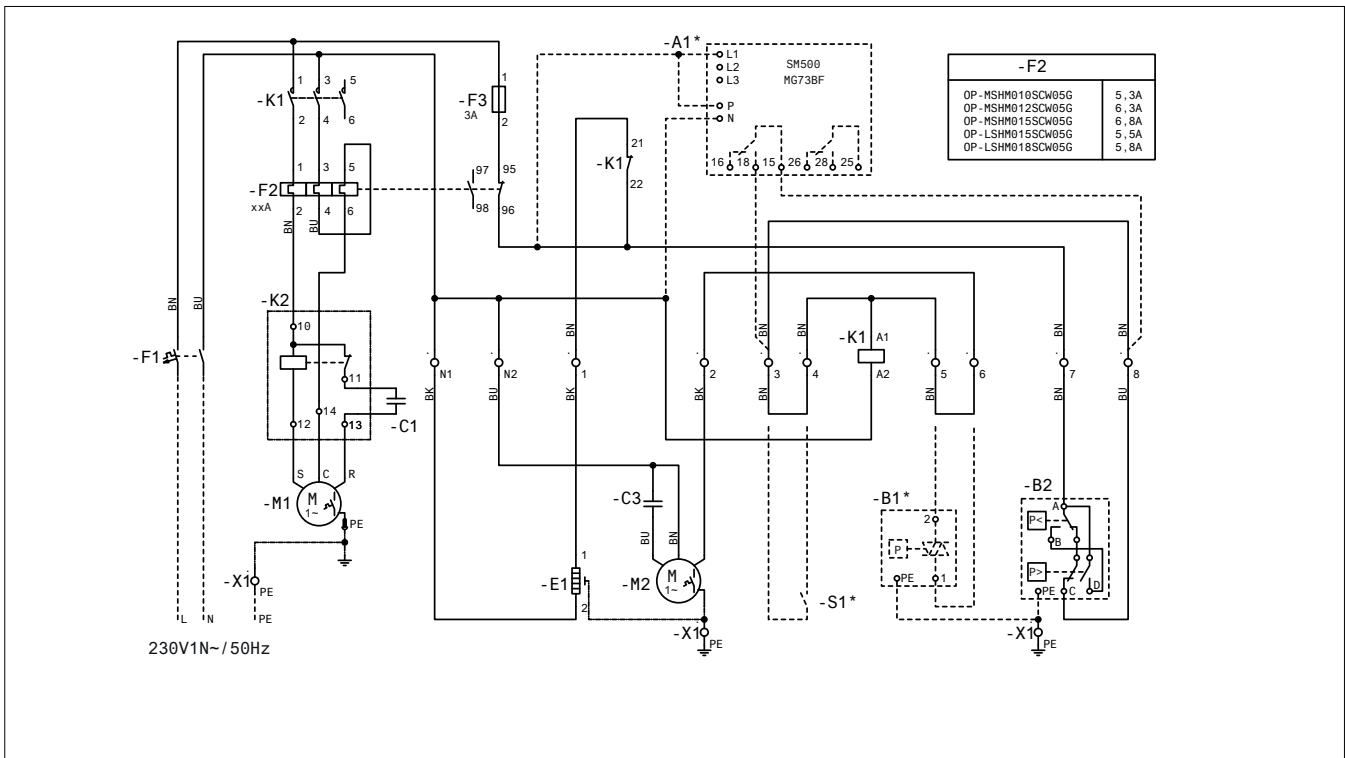 -A1*
L1
L2
L3
SM500
MG73BF
P
N
16 18 15 26 28 25
-F2
OP-MSHM010SCW05G 5,3A
OP-MSHM012SCW05G 6,3A
OP-MSHM015SCW05G 6,8A
OP-LSHM015SCW05G 5,5A
OP-LSHM018SCW05G 5,8A
1 3 5
-K1
2 4 6
1
-F3
3A
2
21
-K1
22
1 3 5
-F2
xxA
2 4 6
BN
BU
97 95
98 96
BN
BU
-K2
10
11
14
12
13
-C1
-F1
BN
BN
BN
BN
BN
BN
BN
-K1 A1
A2
N1
N2
1
2
3
4
5
6
7
8
BK
BU
BK
BK
BN
BN
BN
BN
BU
S C R
-M1
M
1~
PE
-X1
PE
L N PE
230V1N~/50Hz
-C3
BU
BN
-E1
1
2
-M2
M
1~
-X1
PE
-S1*
-B1*
2
P
PE
1
-B2
A
P<
B
P>
PE
C
D
-X1
PE